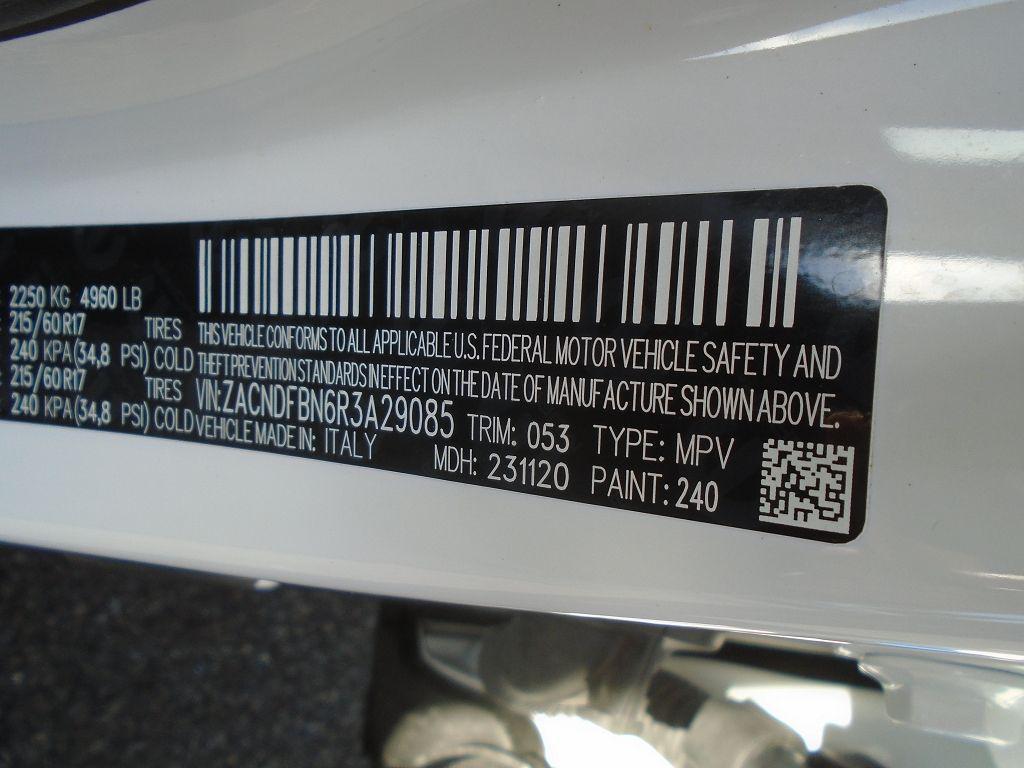 2250 KG 4960 LB
215/60R17 TIRES
240 KPA(34,8 PSI) COLD
215/60R17 TIRES
240 KPA(34,8 PSI) COLD
THIS VEHICLE CONFORMS TO ALL APPLICABLE U.S. FEDERAL MOTOR VEHICLE SAFETY AND
THEFT PREVENTION STANDARDS IN EFFECT ON THE DATE OF MANUFACTURE SHOWN ABOVE.
VIN: ZACNDFBN6R3A29085 TRIM: 053 TYPE: MPV
VEHICLE MADE IN: ITALY MDH: 231120 PAINT: 240